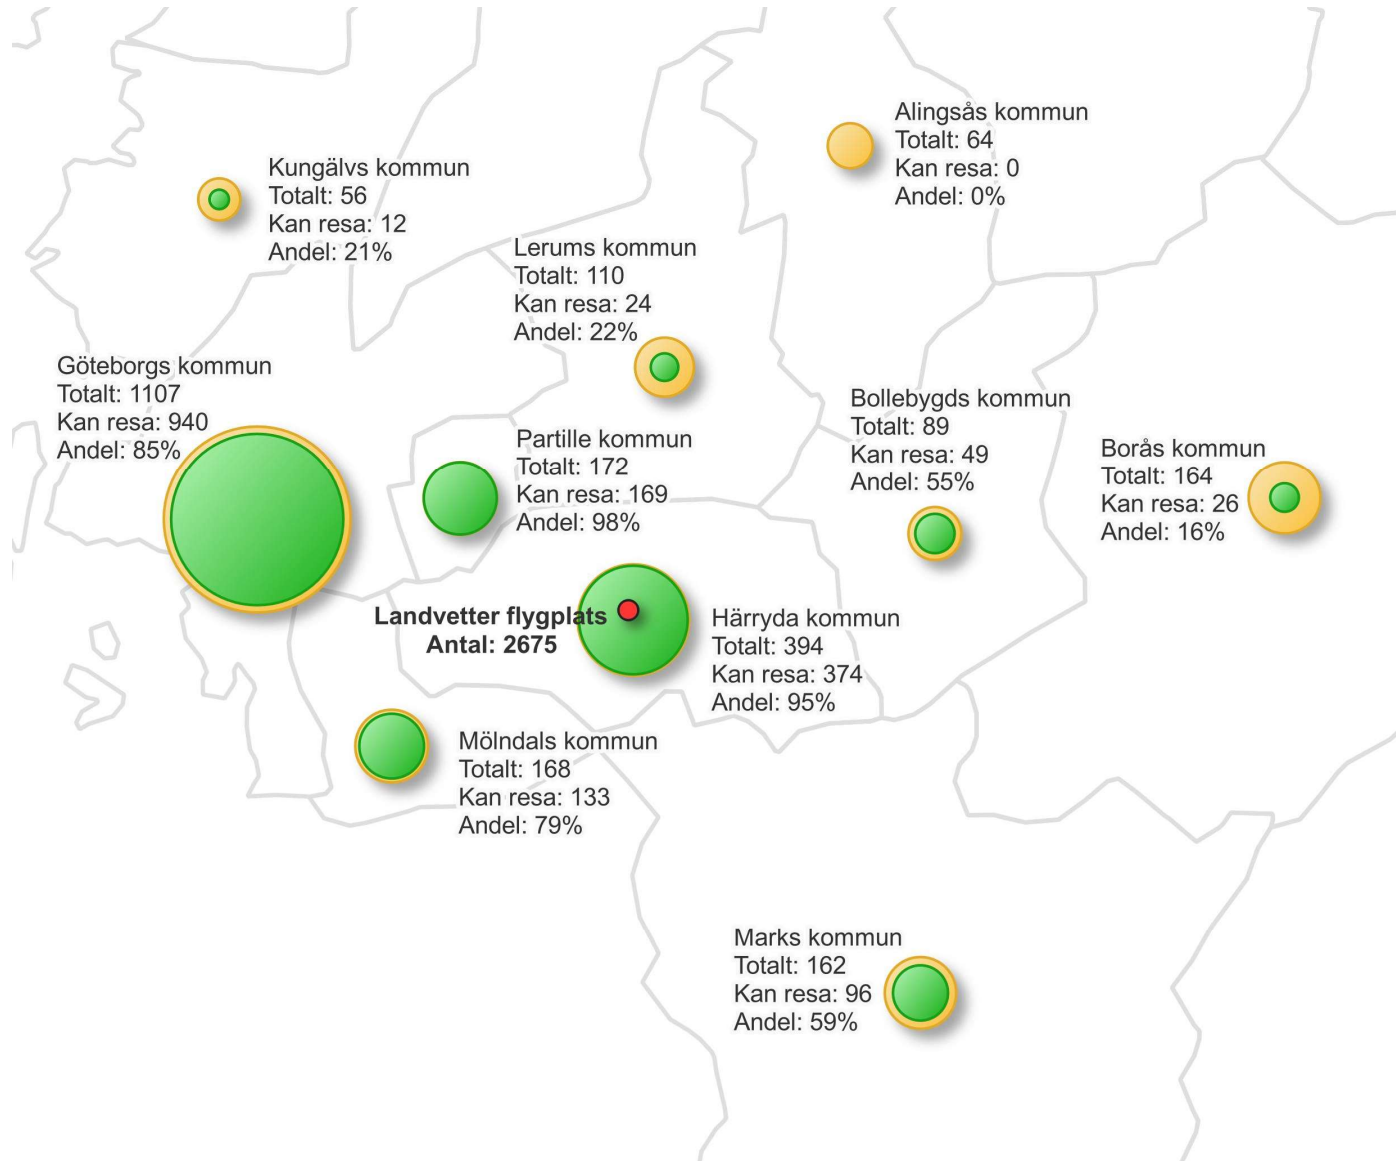 Alingsås kommun
Totalt: 64
Kan resa: 0
Andel: 0%
Kungälvs kommun
Totalt: 56
Kan resa: 12
Andel: 21%
Lerums kommun
Totalt: 110
Kan resa: 24
Andel: 22%
Göteborgs kommun
Totalt: 1107
Kan resa: 940
Andel: 85%
Partille kommun
Totalt: 172
Kan resa: 169
Andel: 98%
Bollebygds kommun
Totalt: 89
Kan resa: 49
Andel: 55%
Borås kommun
Totalt: 164
Kan resa: 26
Andel: 16%
Landvetter flygplats
Antal: 2675
Härryda kommun
Totalt: 394
Kan resa: 374
Andel: 95%
Mölndals kommun
Totalt: 168
Kan resa: 133
Andel: 79%
Marks kommun
Totalt: 162
Kan resa: 96
Andel: 59%